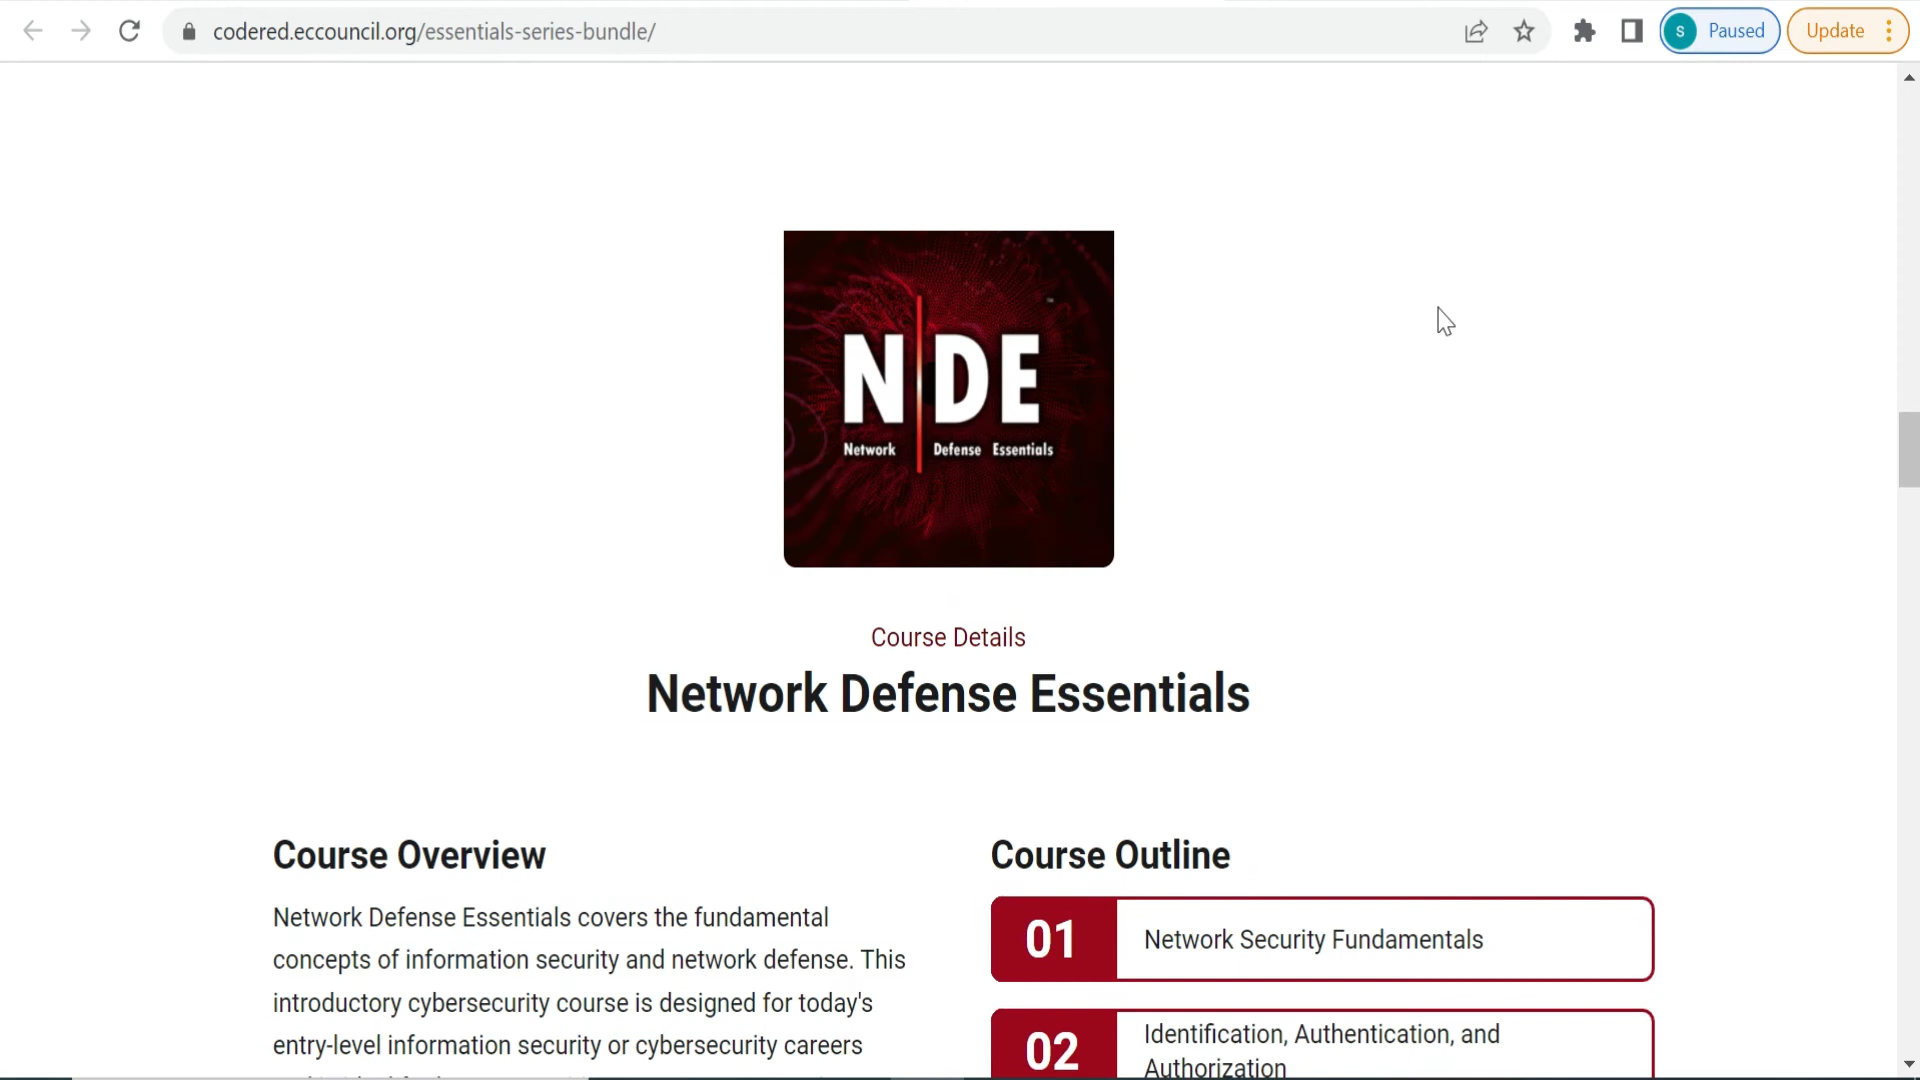 codered.eccouncil.org/essentials-series-bundle/
s
Paused
Update
N DE
™
Network Defense Essentials
Course Details
Network Defense Essentials
Course Overview
Network Defense Essentials covers the fundamental
concepts of information security and network defense. This
introductory cybersecurity course is designed for today's
entry-level information security or cybersecurity careers
Course Outline
01
Network Security Fundamentals
02
Identification, Authentication, and
Authorization